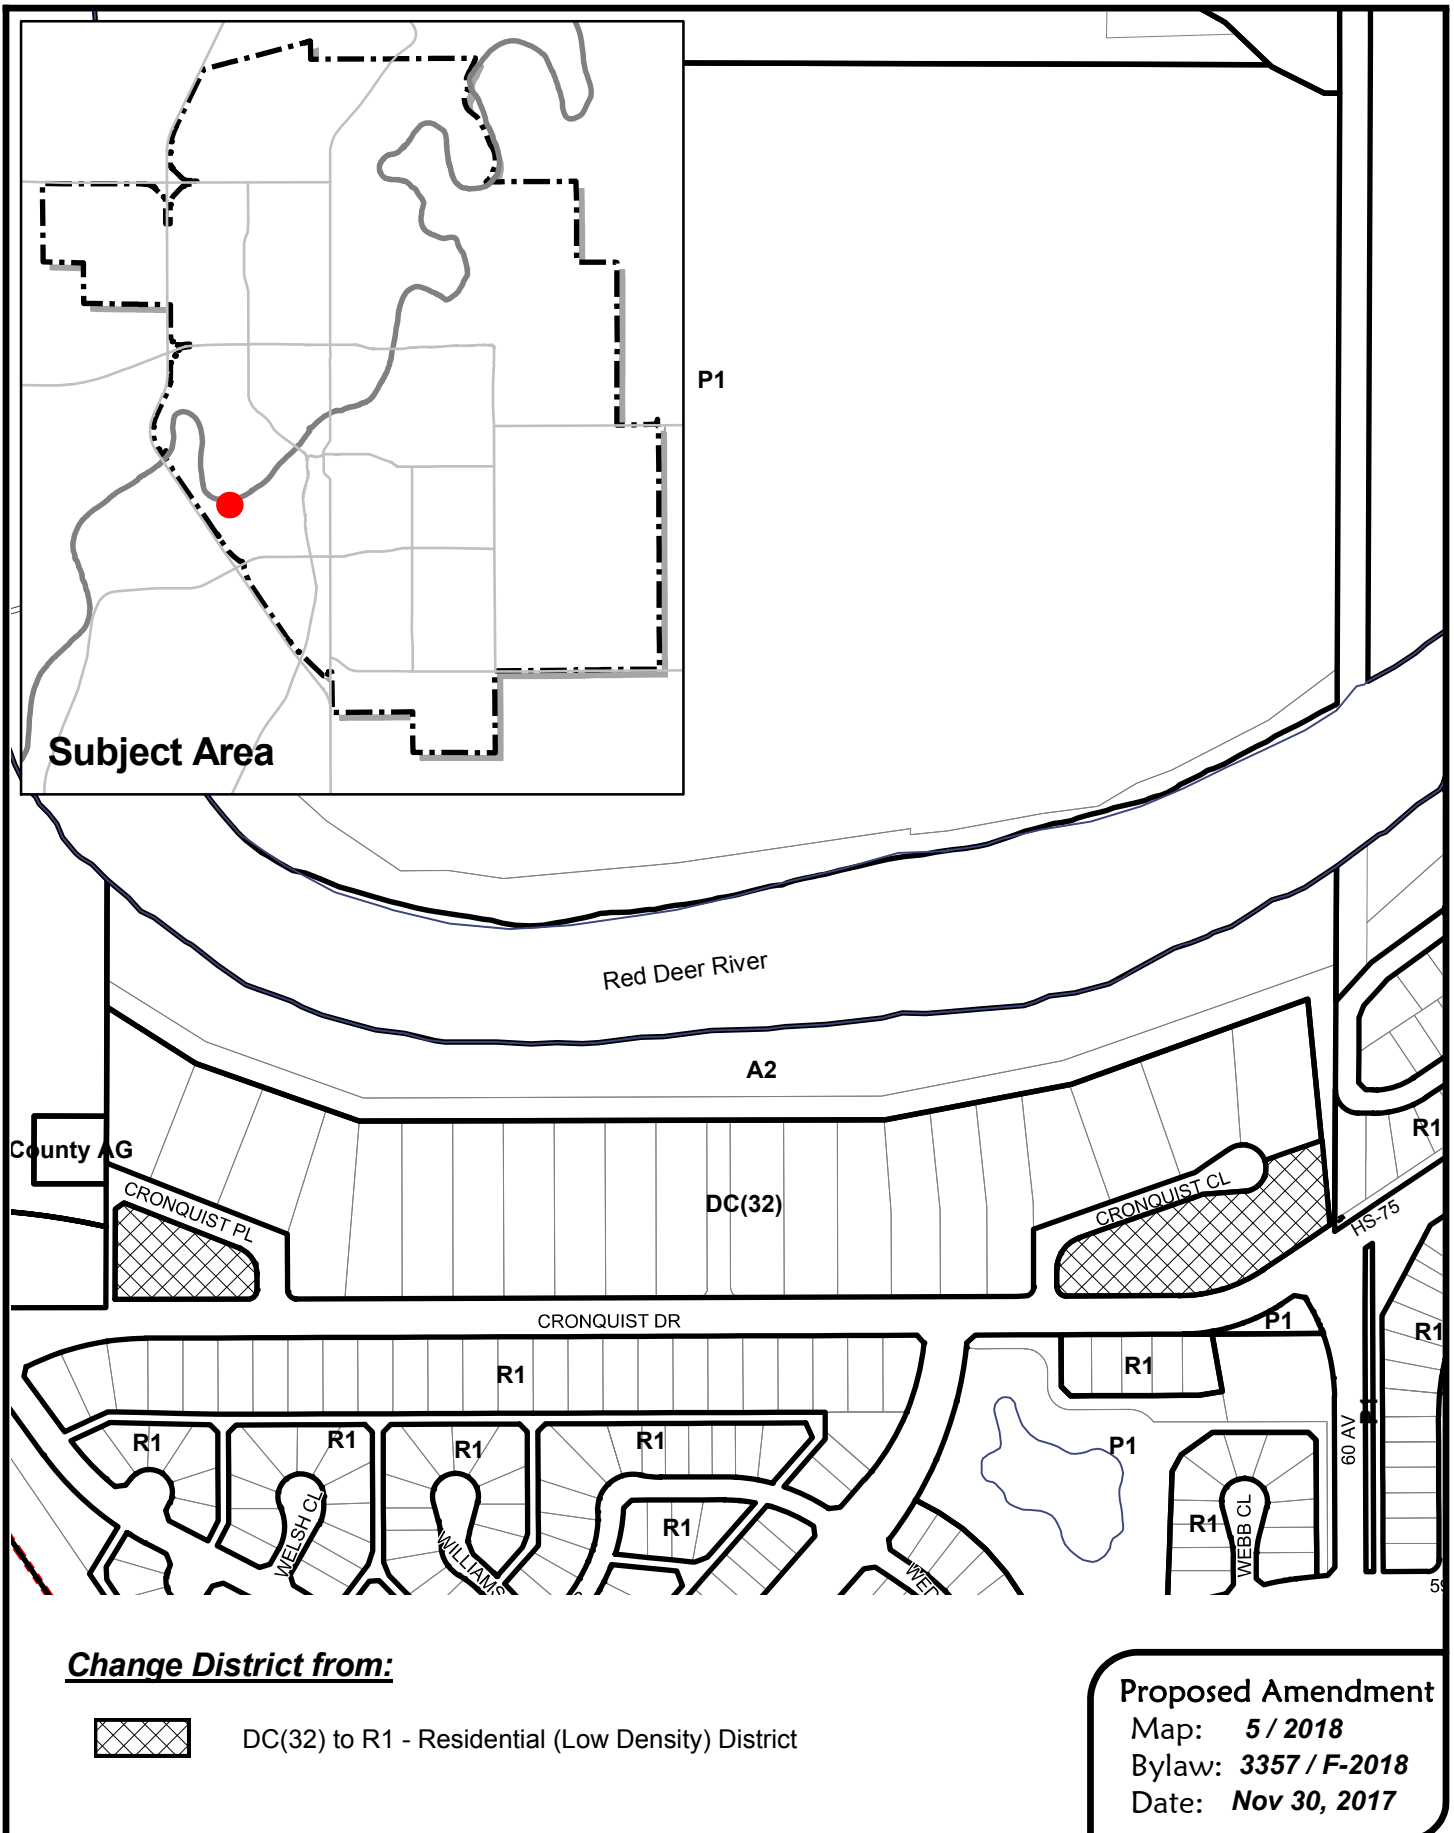 P1
Subject Area
Red Deer River
A2
County AG
R1
CRONQUIST PL
DC(32)
CRONQUIST CL
HS-75
CRONQUIST DR
P1
R1
R1
R1
R1
R1
R1
R1
P1
60 AV
P1
R1
R1
WELSH CL
WILLIAMS
WEBB CL
59
Change District from:
DC(32) to R1 - Residential (Low Density) District
Proposed Amendment
Map: 5 / 2018
Bylaw: 3357 / F-2018
Date: Nov 30, 2017